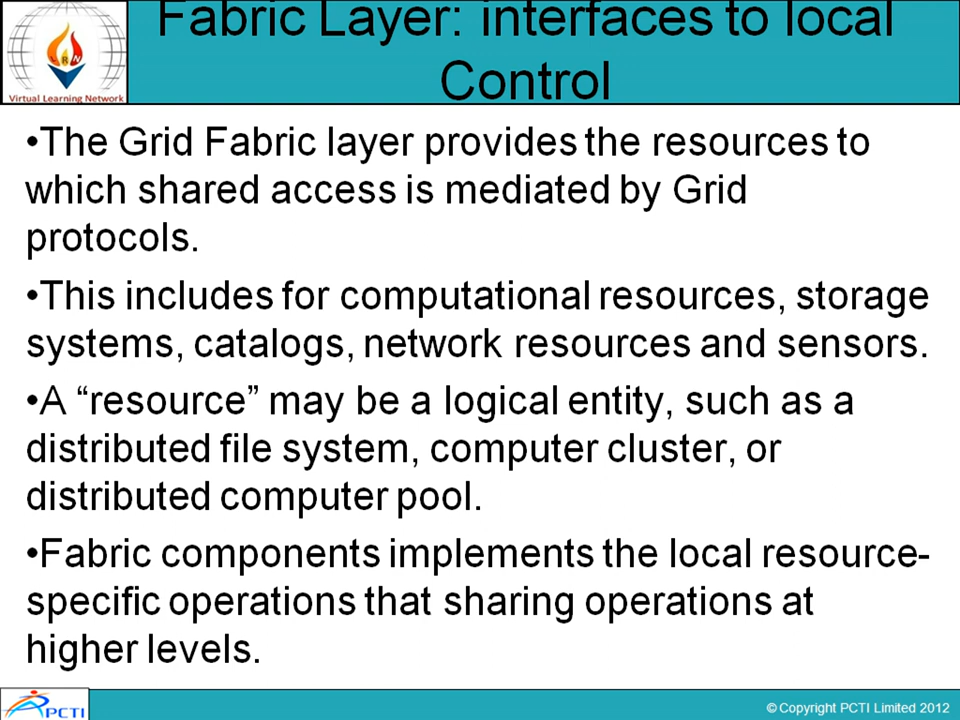 Fabric Layer: interfaces to local
Control
RN
Virtual Learning Network
•The Grid Fabric layer provides the resources to
which shared access is mediated by Grid
protocols.
•This includes for computational resources, storage
systems, catalogs, network resources and sensors.
•A “resource” may be a logical entity, such as a
distributed file system, computer cluster, or
distributed computer pool.
•Fabric components implements the local resource-
specific operations that sharing operations at
higher levels.
PCTI
© Copyright PCTI Limited 2012